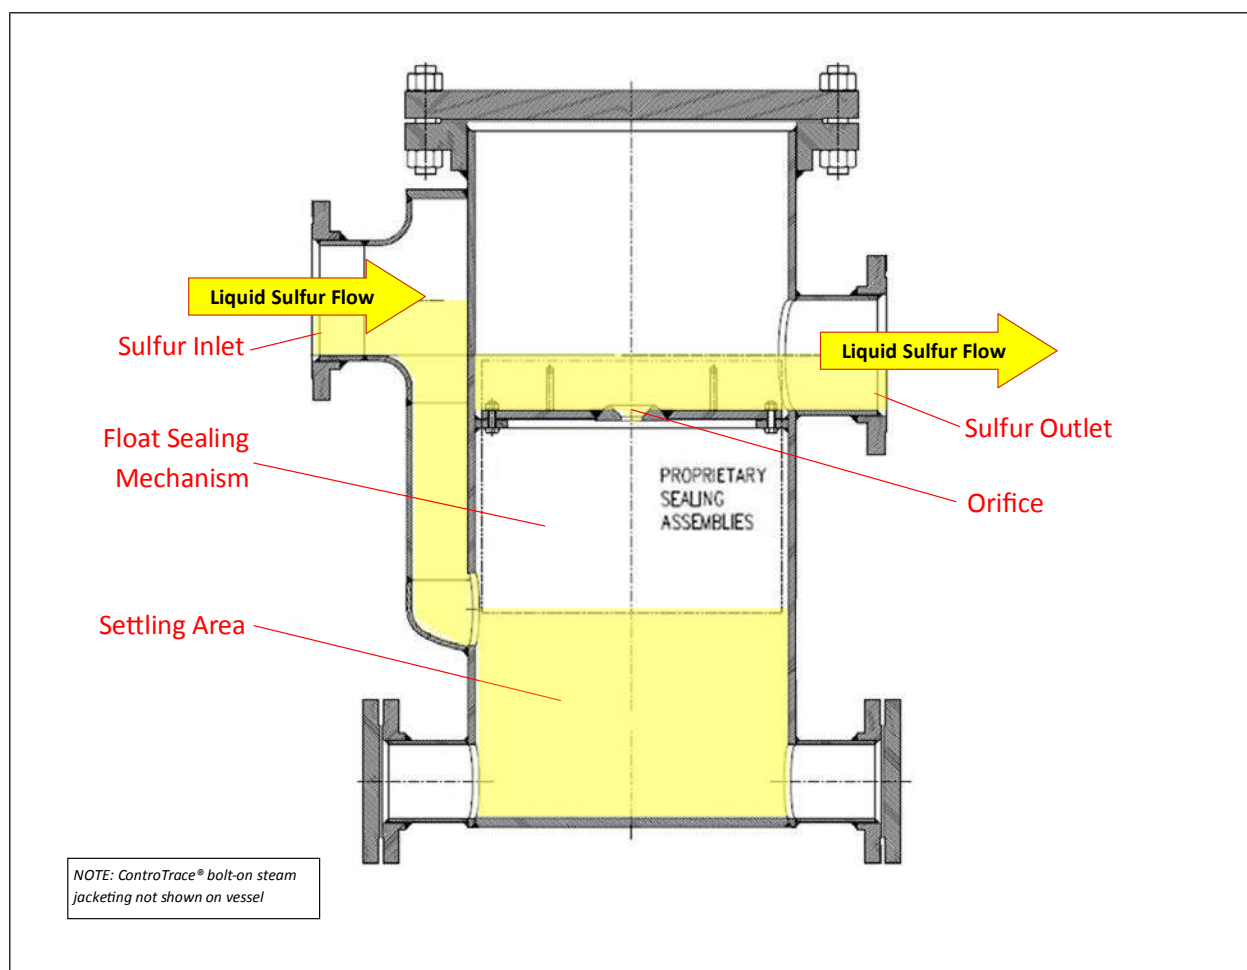 Liquid Sulfur Flow
Sulfur Inlet
Liquid Sulfur Flow
Float Sealing
Mechanism
Sulfur Outlet
PROPRIETARY
SEALING
ASSEMBLIES
Orifice
Settling Area
NOTE: ControTrace® bolt-on steam
jacketing not shown on vessel